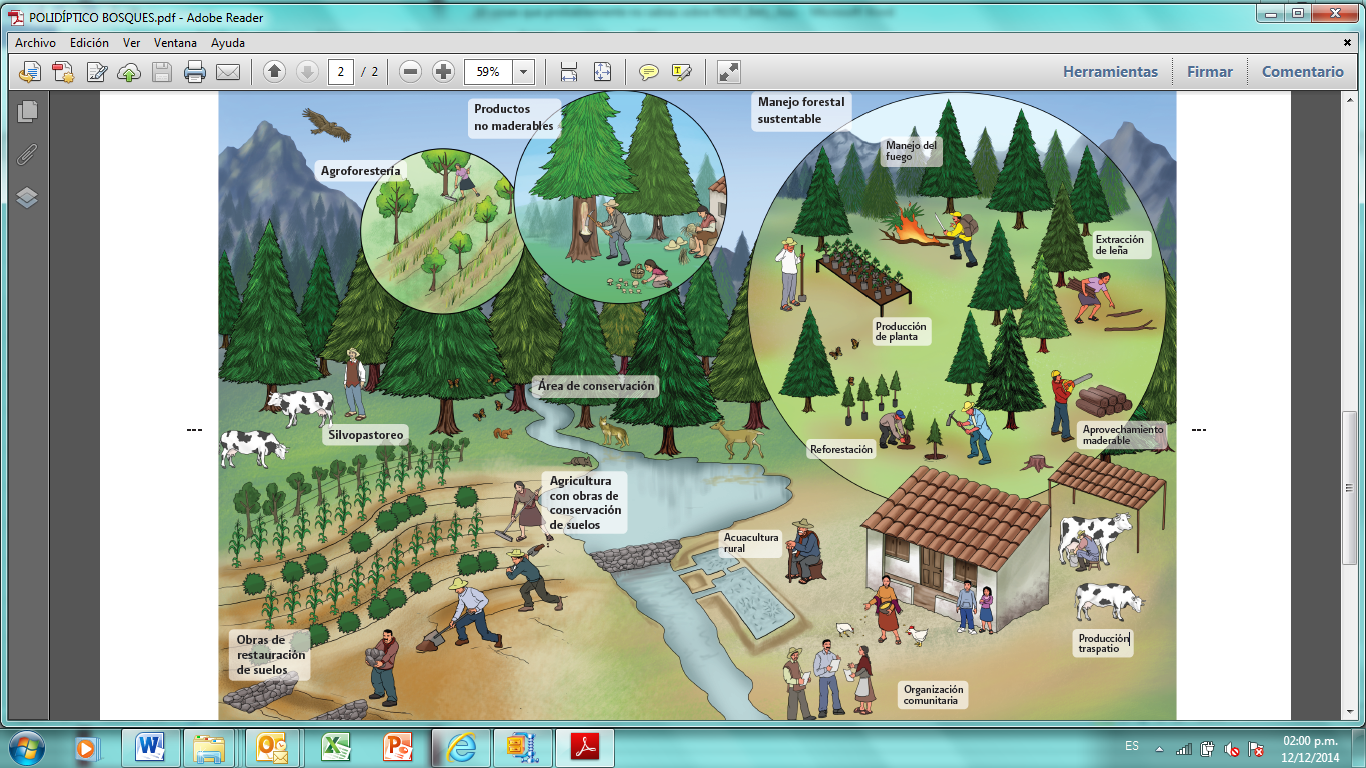 POLIDÍPTICO BOSQUES.pdf - Adobe Reader
Archivo Edición Ver Ventana Ayuda
2 / 2
59%
Herramientas Firmar Comentario
Productos
no maderables
Manejo forestal
sustentable
Manejo del
fuego
Agroforestería
Extracción
de leña
Producción
de planta
Área de conservación
---
---
Silvopastoreo
Reforestación
Aprovechamiento
maderable
Agricultura
con obras de
conservación
de suelos
Acuacultura
rural
Obras de
restauración
de suelos
Producción
traspatio
Organización
comunitaria
ES
02:00 p.m.
12/12/2014